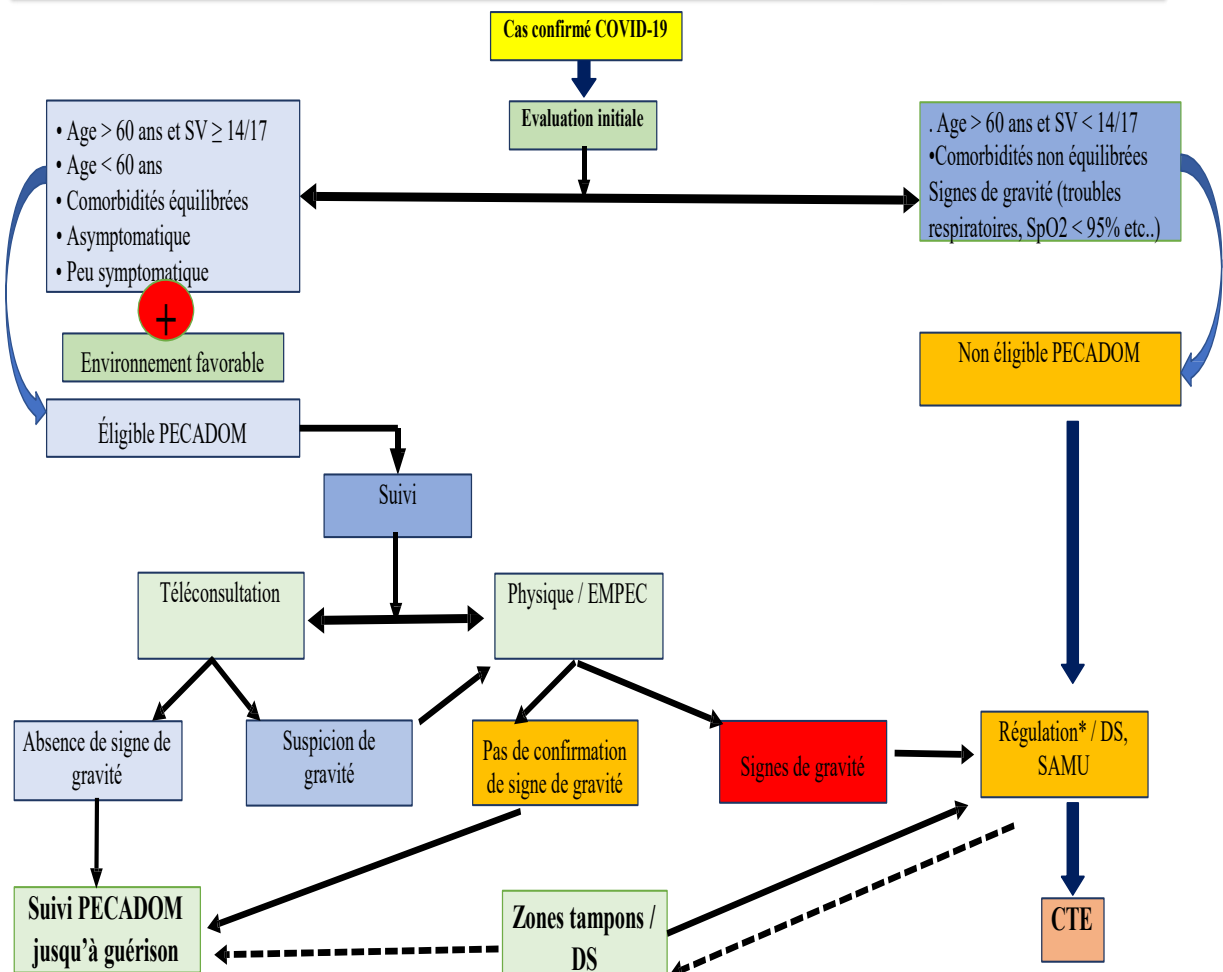 Cas confirmé COVID-19
Evaluation initiale
• Age > 60 ans et SV ≥ 14/17
• Age < 60 ans
• Comorbidités équilibrées
• Asymptomatique
• Peu symptomatique
+
Environnement favorable
Éligible PECADOM
. Age > 60 ans et SV < 14/17
•Comorbidités non équilibrées
Signes de gravité (troubles
respiratoires, SpO2 < 95% etc..)
Non éligible PECADOM
Suivi
Téléconsultation
Physique / EMPEC
Absence de signe de
gravité
Suspicion de
gravité
Pas de confirmation
de signe de gravité
Signes de gravité
Régulation* / DS,
SAMU
Suivi PECADOM
jusqu’à guérison
Zones tampons /
DS
CTE